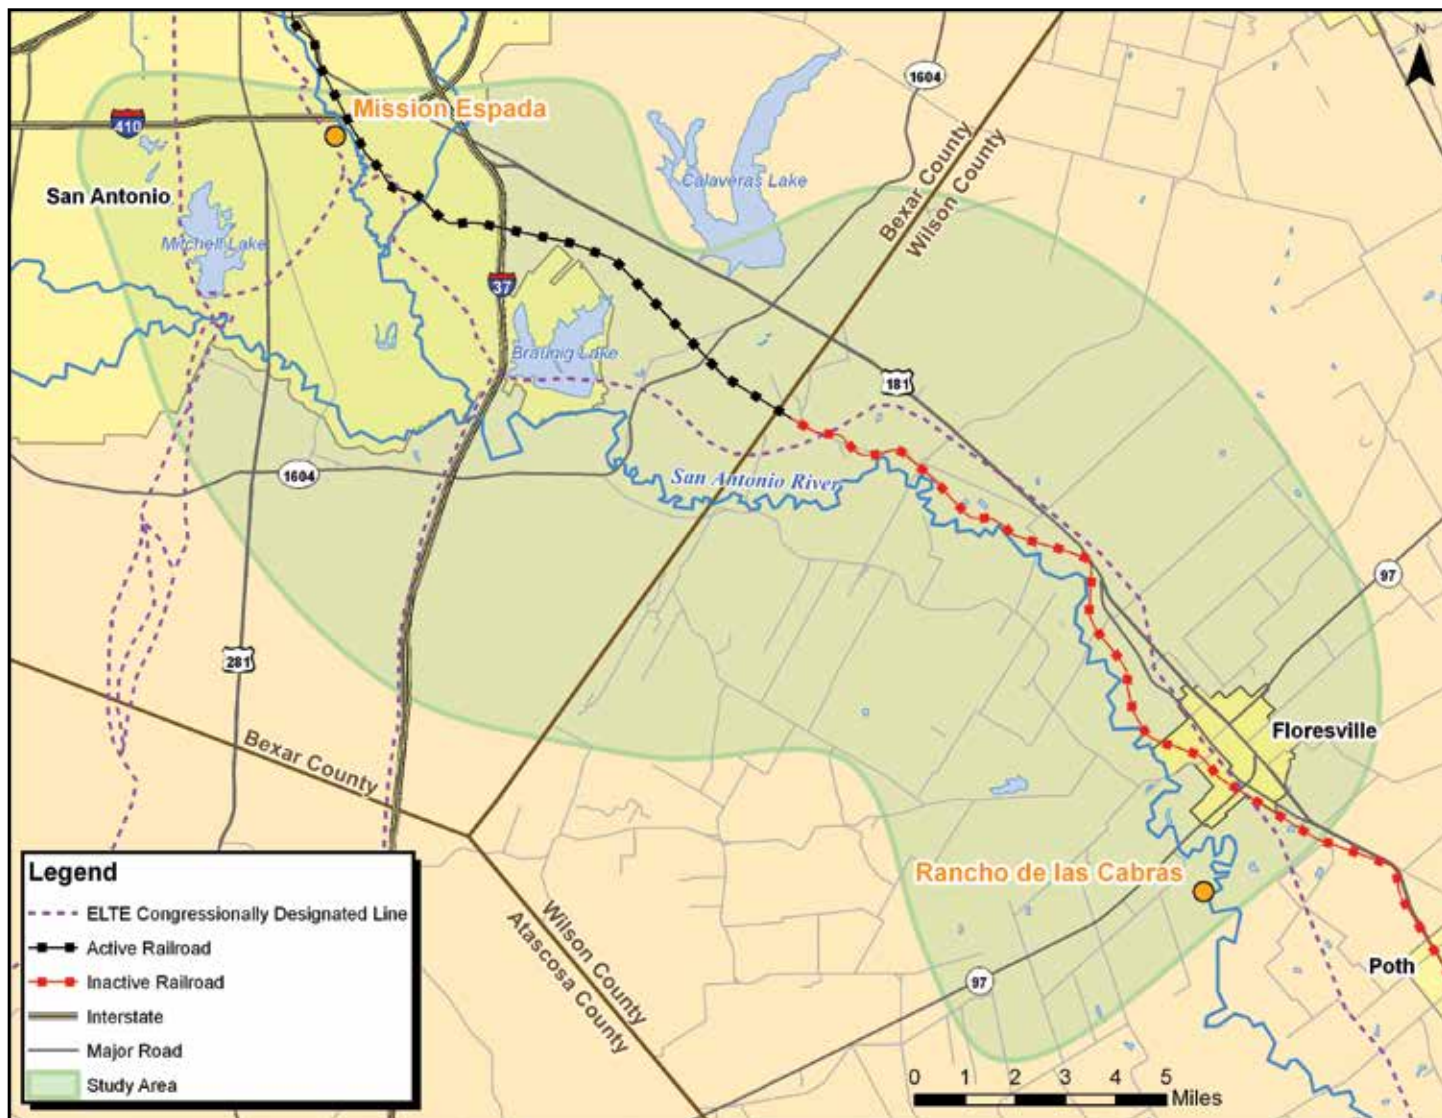 N
1604
Mission Espada
410
Bexar County
Wilson County
Calaveras Lake
San Antonio
Mitchell Lake
37
Braunig Lake
181
1604
San Antonio River
97
281
Floresville
Bexar County
Rancho de las Cabras
Wilson County
Atascosa County
Poth
97
Legend
ELTE Congressionally Designated Line
Active Railroad
Inactive Railroad
Interstate
Major Road
Study Area
0 1 2 3 4 5
Miles